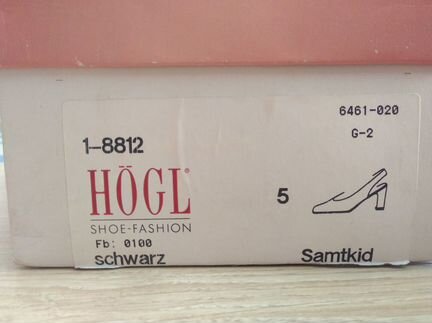 6461-020
G-2
1-8812
HÖGL
SHOE-FASHION
5
Fb: 0100
schwarz
Samtkid